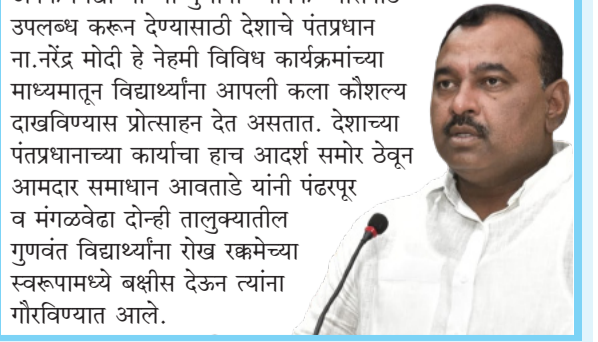 उपलब्ध करून देण्यासाठी देशाचे पंतप्रधान
ना.नरेंद्र मोदी हे नेहमी विविध कार्यक्रमांच्या
माध्यमातून विद्यार्थ्यांना आपली कला कौशल्य
दाखविण्यास प्रोत्साहन देत असतात. देशाच्या
पंतप्रधानाच्या कार्याचा हाच आदर्श समोर ठेवून
आमदार समाधान आवताडे यांनी पंढरपूर
व मंगळवेढा दोन्ही तालुक्यातील
गुणवंत विद्यार्थ्यांना रोख रक्कमेच्या
स्वरूपामध्ये बक्षीस देऊन त्यांना
गौरविण्यात आले.